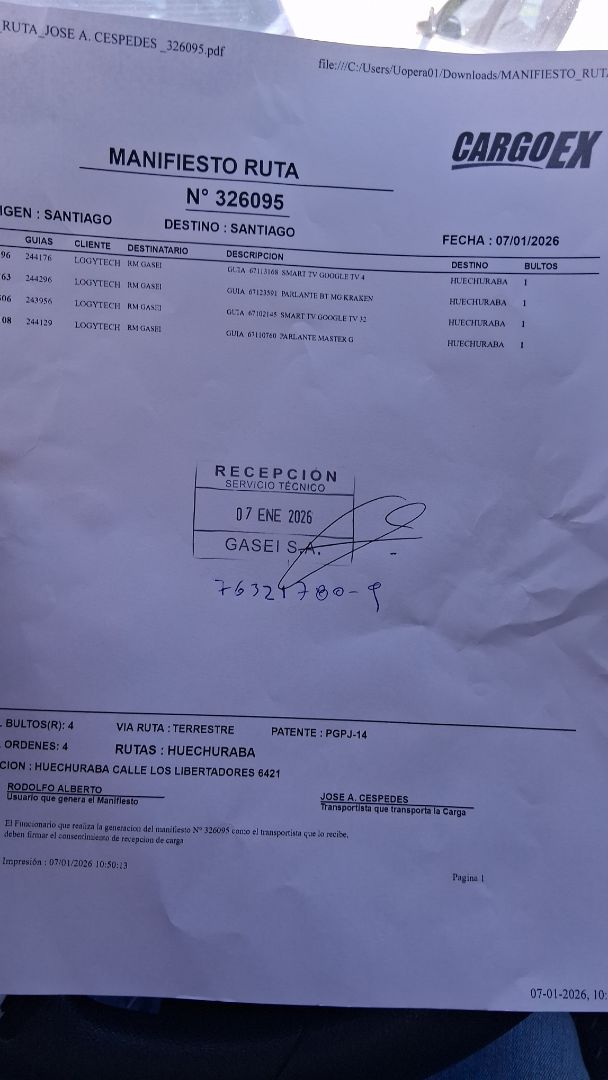 _RUTA_JOSE A. CESPEDES _326095.pdf
file:///C:/Users/Uopera01/Downloads/MANIFIESTO_RUTA
CARGOEX
MANIFIESTO RUTA
N° 326095
IGEN : SANTIAGO DESTINO : SANTIAGO FECHA : 07/01/2026
GUIAS CLIENTE DESTINATARIO DESCRIPCION DESTINO BULTOS
96 244176 LOGYTECH RM GASEI GUIA 67113168 SMART TV GOOGLE TV 4 HUECHURABA 1
63 244296 LOGYTECH RM GASEI GUIA 67123591 PARLANTE BT MG KRAKEN HUECHURABA 1
506 243956 LOGYTECH RM GASEI GUIA 67102145 SMART TV GOOGLE TV 32 HUECHURABA 1
08 244129 LOGYTECH RM GASEI GUIA 67110760 PARLANTE MASTER G HUECHURABA 1
RECEPCIÓN
SERVICIO TÉCNICO
07 ENE 2026
GASEI S.A.
76324780-9
. BULTOS(R): 4 VIA RUTA : TERRESTRE PATENTE : PGPJ-14
. ORDENES: 4 RUTAS : HUECHURABA
CION : HUECHURABA CALLE LOS LIBERTADORES 6421
RODOLFO ALBERTO JOSE A. CESPEDES
Usuario que genera el Manifiesto Transportista que transporta la Carga
El Funcionario que realiza la generacion del manifiesto N° 326095 como el transportista que lo recibe,
deben firmar el consentimiento de recepcion de carga
Impresión : 07/01/2026 10:50:13
Pagina 1
07-01-2026, 10: